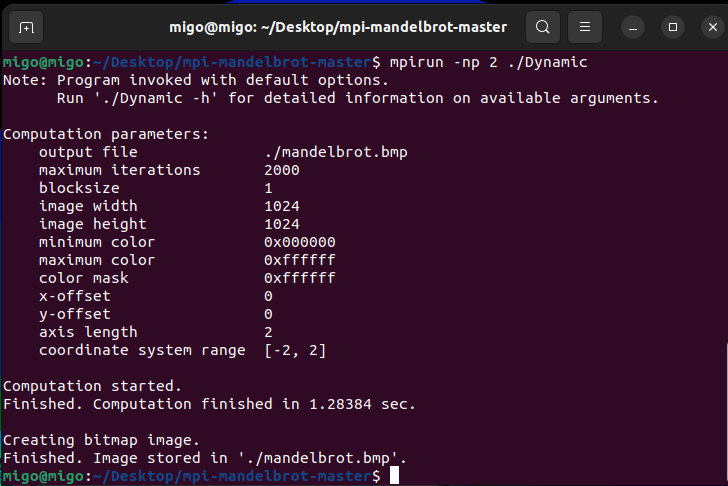 migo@migo: ~/Desktop/mpi-mandelbrot-master
migo@migo:~/Desktop/mpi-mandelbrot-master$ mpirun -np 2 ./Dynamic
Note: Program invoked with default options.
      Run './Dynamic -h' for detailed information on available arguments.

Computation parameters:
    output file              ./mandelbrot.bmp
    maximum iterations       2000
    blocksize                1
    image width              1024
    image height             1024
    minimum color            0x000000
    maximum color            0xffffff
    color mask               0xffffff
    x-offset                 0
    y-offset                 0
    axis length              2
    coordinate system range  [-2, 2]

Computation started.
Finished. Computation finished in 1.28384 sec.

Creating bitmap image.
Finished. Image stored in './mandelbrot.bmp'.
migo@migo:~/Desktop/mpi-mandelbrot-master$